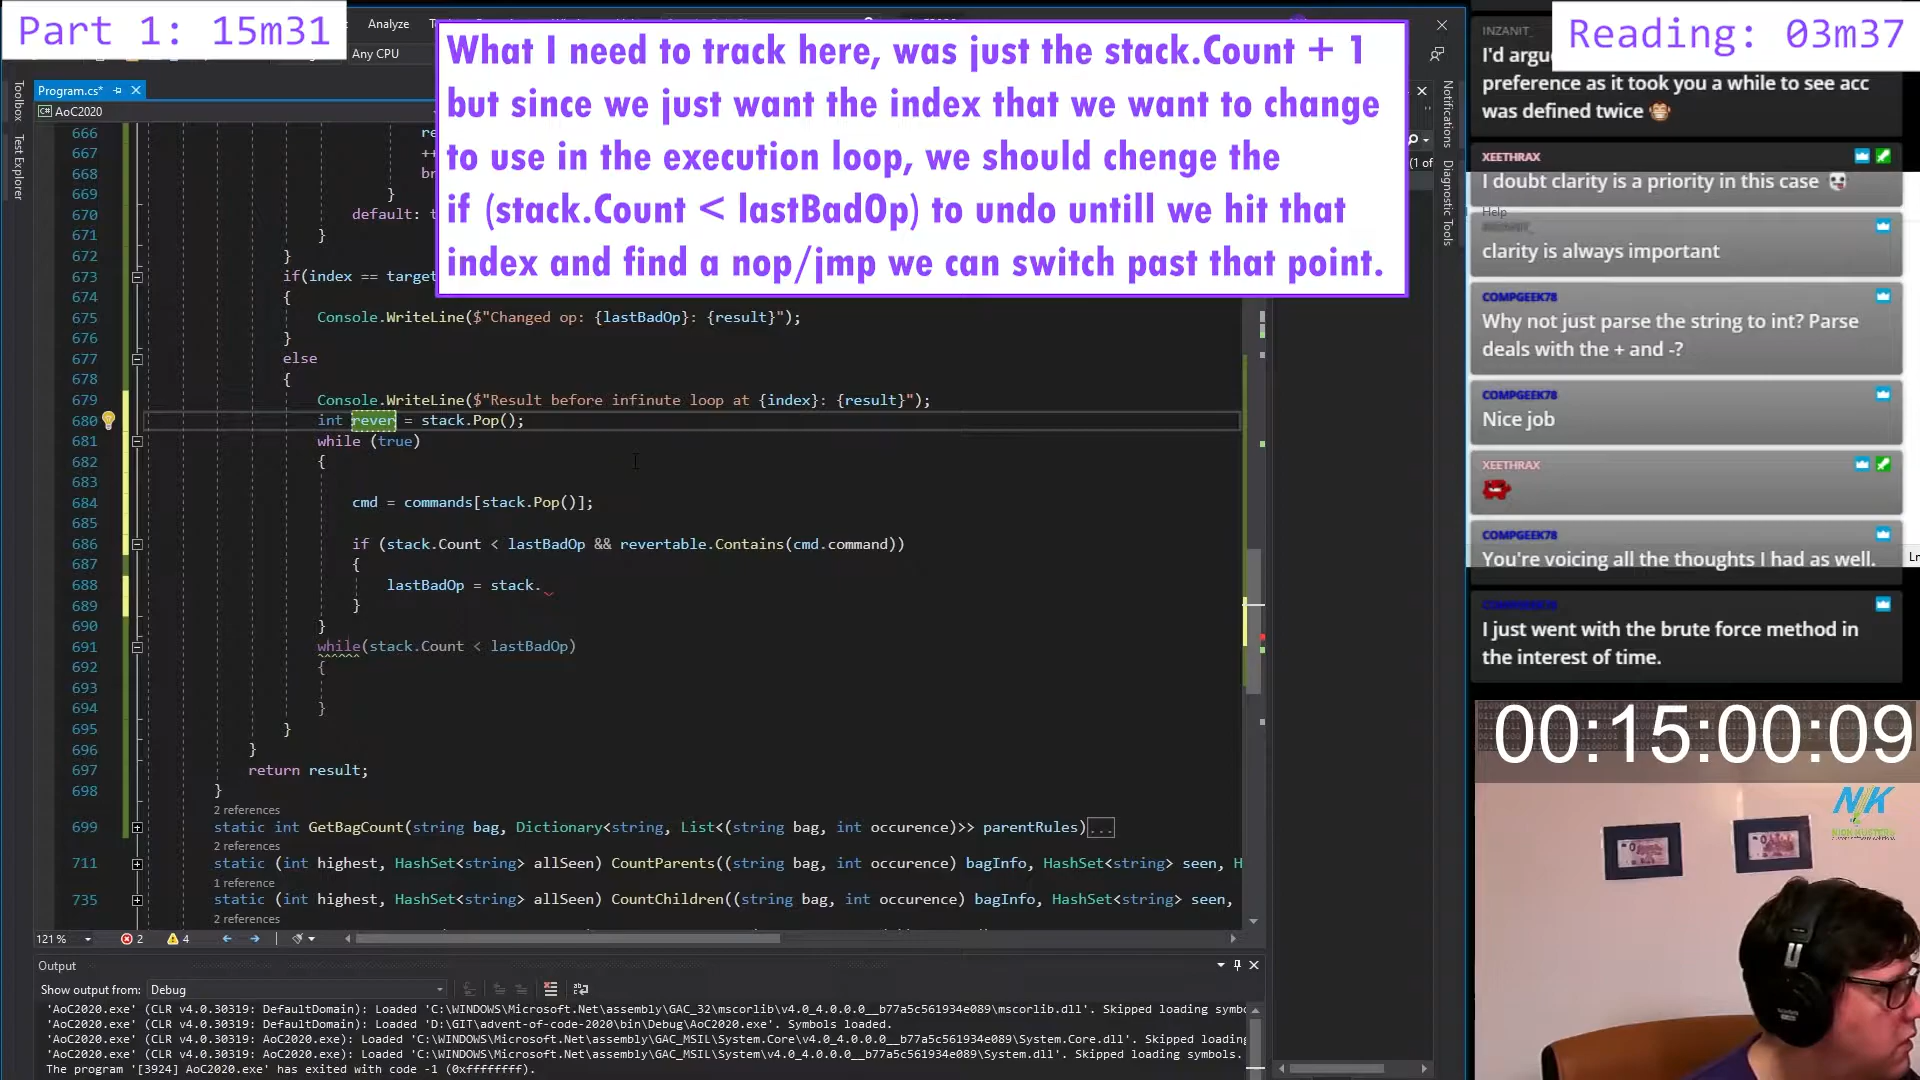 Part 1: 15m31
Analyze
Any CPU
What I need to track here, was just the stack.Count + 1
but since we just want the index that we want to change
to use in the execution loop, we should chenge the
if (stack.Count < lastBadOp) to undo untill we hit that
index and find a nop/jmp we can switch past that point.
Reading: 03m37
Toolbox
Test Explorer
Notifications
Diagnostic Tools
Program.cs*
AoC2020
666 re
667 ++
668 br
669 }
670 default: t
671 }
672 }
673 if(index == target
674 {
675 Console.WriteLine($"Changed op: {lastBadOp}: {result}");
676 }
677 else
678 {
679 Console.WriteLine($"Result before infinute loop at {index}: {result}");
680 int rever = stack.Pop();
681 while (true)
682 {
683
684 cmd = commands[stack.Pop()];
685
686 if (stack.Count < lastBadOp && revertable.Contains(cmd.command))
687 {
688 lastBadOp = stack.
689 }
690 }
691 while(stack.Count < lastBadOp)
692 {
693
694 }
695 }
696 }
697 return result;
698 }
2 references
699 static int GetBagCount(string bag, Dictionary<string, List<(string bag, int occurence)>> parentRules)...
2 references
711 static (int highest, HashSet<string> allSeen) CountParents((string bag, int occurence) bagInfo, HashSet<string> seen, H
1 reference
735 static (int highest, HashSet<string> allSeen) CountChildren((string bag, int occurence) bagInfo, HashSet<string> seen,
2 references
121 % 2 4
Output
Show output from: Debug
'AoC2020.exe' (CLR v4.0.30319: DefaultDomain): Loaded 'C:\WINDOWS\Microsoft.Net\assembly\GAC_32\mscorlib\v4.0_4.0.0.0__b77a5c561934e089\mscorlib.dll'. Skipped loading symbo
'AoC2020.exe' (CLR v4.0.30319: DefaultDomain): Loaded 'D:\GIT\advent-of-code-2020\bin\Debug\AoC2020.exe'. Symbols loaded.
'AoC2020.exe' (CLR v4.0.30319: AoC2020.exe): Loaded 'C:\WINDOWS\Microsoft.Net\assembly\GAC_MSIL\System.Core\v4.0_4.0.0.0__b77a5c561934e089\System.Core.dll'. Skipped loading
'AoC2020.exe' (CLR v4.0.30319: AoC2020.exe): Loaded 'C:\WINDOWS\Microsoft.Net\assembly\GAC_MSIL\System\v4.0_4.0.0.0__b77a5c561934e089\System.dll'. Skipped loading symbols.
The program '[3924] AoC2020.exe' has exited with code -1 (0xffffffff).
INZANIT_
I'd argu
preference as it took you a while to see acc
was defined twice
XEETHRAX
I doubt clarity is a priority in this case
Help
clarity is always important
COMPGEEK78
Why not just parse the string to int? Parse
deals with the + and -?
COMPGEEK78
Nice job
XEETHRAX
COMPGEEK78
You're voicing all the thoughts I had as well.
I just went with the brute force method in
the interest of time.
00:15:00:09